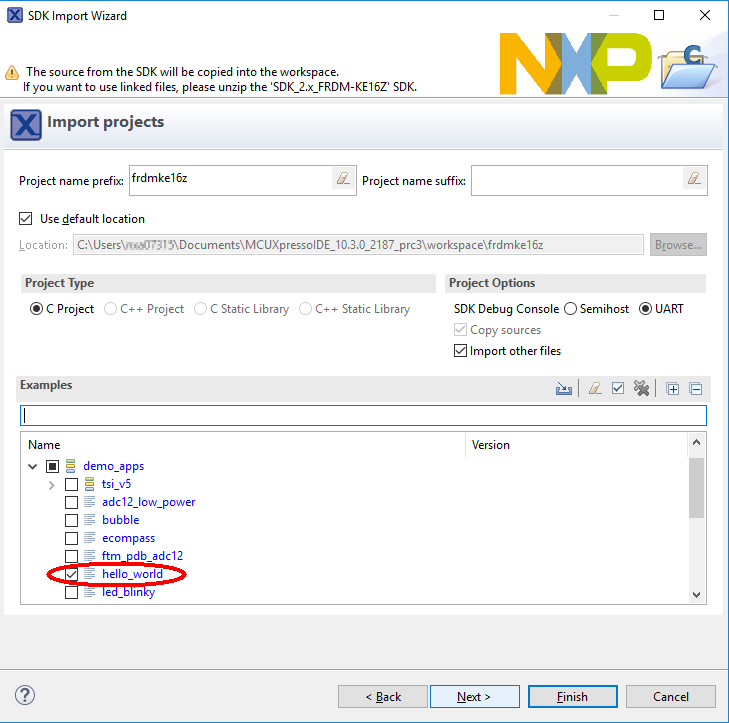 SDK Import Wizard
The source from the SDK will be copied into the workspace.
If you want to use linked files, please unzip the 'SDK_2.x_FRDM-KE16Z' SDK.
NXP
Import projects
Project name prefix: frdmke16z Project name suffix:
Use default location
Location: C:\Users\ \Documents\MCUXpressoIDE_10.3.0_2187_prc3\workspace\frdmke16z Browse...
Project Type Project Options
C Project C++ Project C Static Library C++ Static Library SDK Debug Console Semihost UART
Copy sources
Import other files
Examples
Name Version
demo_apps
tsi_v5
adc12_low_power
bubble
ecompass
ftm_pdb_adc12
hello_world
led_blinky
< Back Next > Finish Cancel